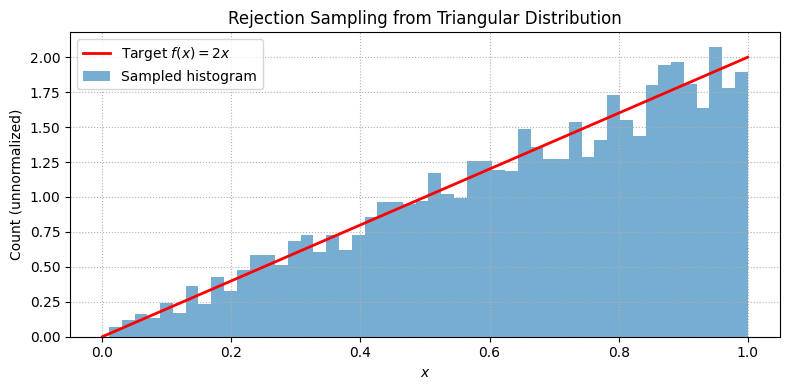 Rejection Sampling from Triangular Distribution
Target f(x) = 2x
Sampled histogram
Count (unnormalized)
2.00
1.75
1.50
1.25
1.00
0.75
0.50
0.25
0.00
0.0 0.2 0.4 0.6 0.8 1.0
x